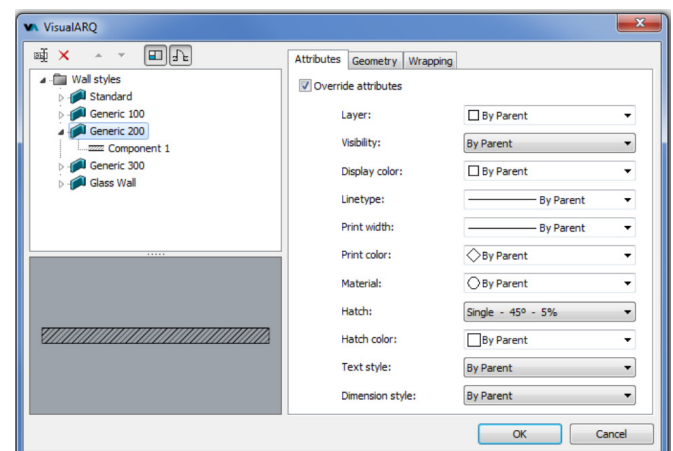 VisualARQ
Wall styles
Standard
Generic 100
Generic 200
Component 1
Generic 300
Glass Wall
Attributes Geometry Wrapping
Override attributes
Layer: By Parent
Visibility: By Parent
Display color: By Parent
Linetype: By Parent
Print width: By Parent
Print color: By Parent
Material: By Parent
Hatch: Single - 45º - 5%
Hatch color: By Parent
Text style: By Parent
Dimension style: By Parent
OK Cancel